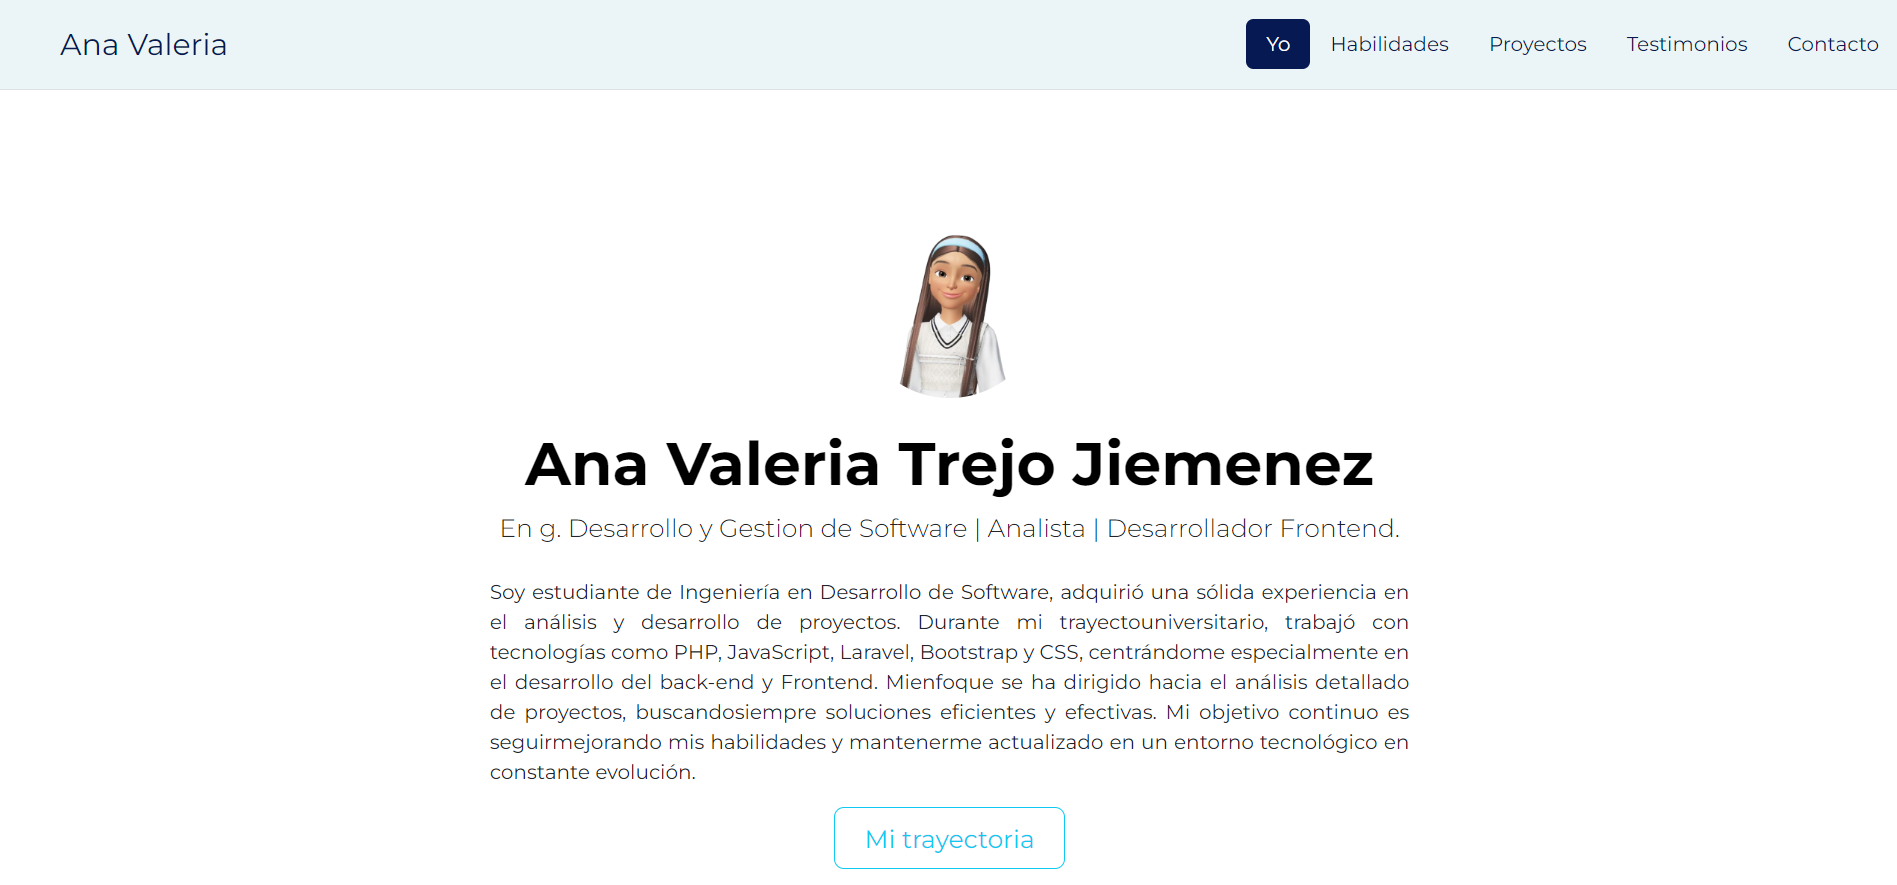 Ana Valeria
Yo Habilidades Proyectos Testimonios Contacto
Ana Valeria Trejo Jiemenez
En g. Desarrollo y Gestion de Software | Analista | Desarrollador Frontend.
Soy estudiante de Ingeniería en Desarrollo de Software, adquirió una sólida experiencia en
el análisis y desarrollo de proyectos. Durante mi trayectouniversitario, trabajó con
tecnologías como PHP, JavaScript, Laravel, Bootstrap y CSS, centrándome especialmente en
el desarrollo del back-end y Frontend. Mienfoque se ha dirigido hacia el análisis detallado
de proyectos, buscandosiempre soluciones eficientes y efectivas. Mi objetivo continuo es
seguirmejorando mis habilidades y mantenerme actualizado en un entorno tecnológico en
constante evolución.
Mi trayectoria